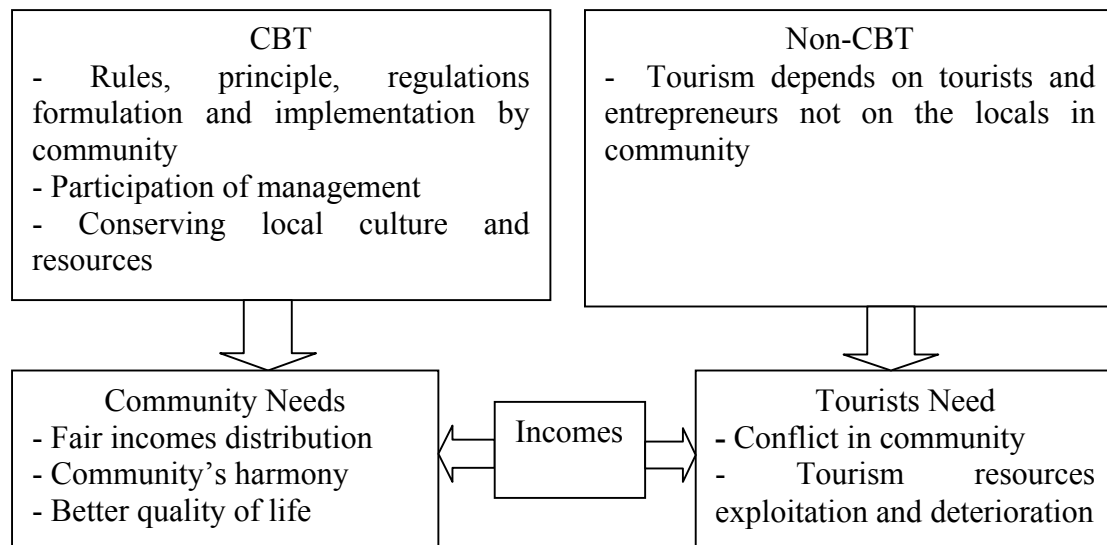 CBT
- Rules, principle, regulations
formulation and implementation by
community
- Participation of management
- Conserving local culture and
resources
Non-CBT
- Tourism depends on tourists and
entrepreneurs not on the locals in
community
Community Needs
- Fair incomes distribution
- Community’s harmony
- Better quality of life
Incomes
Tourists Need
- Conflict in community
- Tourism resources
exploitation and deterioration